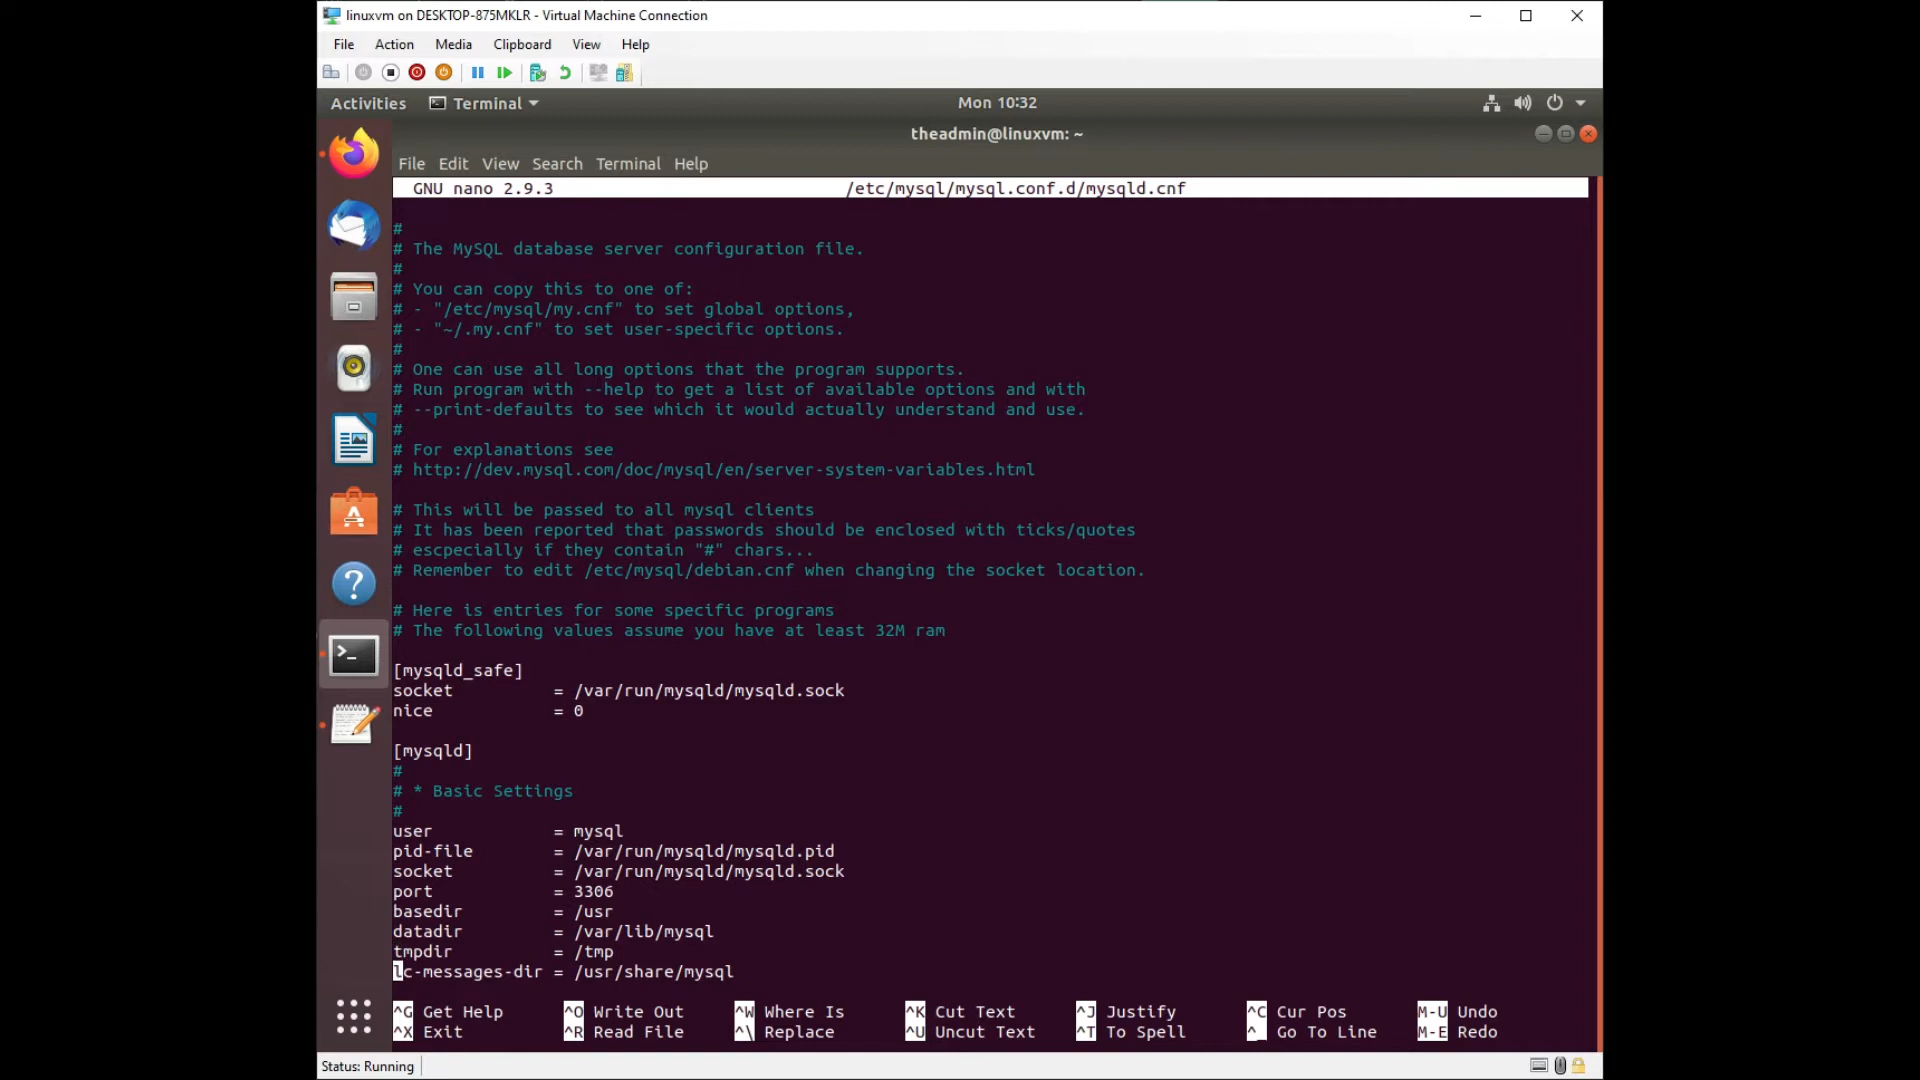 linuxvm on DESKTOP-875MKLR - Virtual Machine Connection
File Action Media Clipboard View Help
Activities Terminal Mon 10:32
theadmin@linuxvm: ~
File Edit View Search Terminal Help
GNU nano 2.9.3 /etc/mysql/mysql.conf.d/mysqld.cnf
#
# The MySQL database server configuration file.
#
# You can copy this to one of:
# - "/etc/mysql/my.cnf" to set global options,
# - "~/.my.cnf" to set user-specific options.
#
# One can use all long options that the program supports.
# Run program with --help to get a list of available options and with
# --print-defaults to see which it would actually understand and use.
#
# For explanations see
# http://dev.mysql.com/doc/mysql/en/server-system-variables.html
# This will be passed to all mysql clients
# It has been reported that passwords should be enclosed with ticks/quotes
# escpecially if they contain "#" chars...
# Remember to edit /etc/mysql/debian.cnf when changing the socket location.
# Here is entries for some specific programs
# The following values assume you have at least 32M ram
[mysqld_safe]
socket = /var/run/mysqld/mysqld.sock
nice = 0
[mysqld]
#
# * Basic Settings
#
user = mysql
pid-file = /var/run/mysqld/mysqld.pid
socket = /var/run/mysqld/mysqld.sock
port = 3306
basedir = /usr
datadir = /var/lib/mysql
tmpdir = /tmp
lc-messages-dir = /usr/share/mysql
^G Get Help ^O Write Out ^W Where Is ^K Cut Text ^J Justify ^C Cur Pos M-U Undo
^X Exit ^R Read File ^\ Replace ^U Uncut Text ^T To Spell ^_ Go To Line M-E Redo
Status: Running